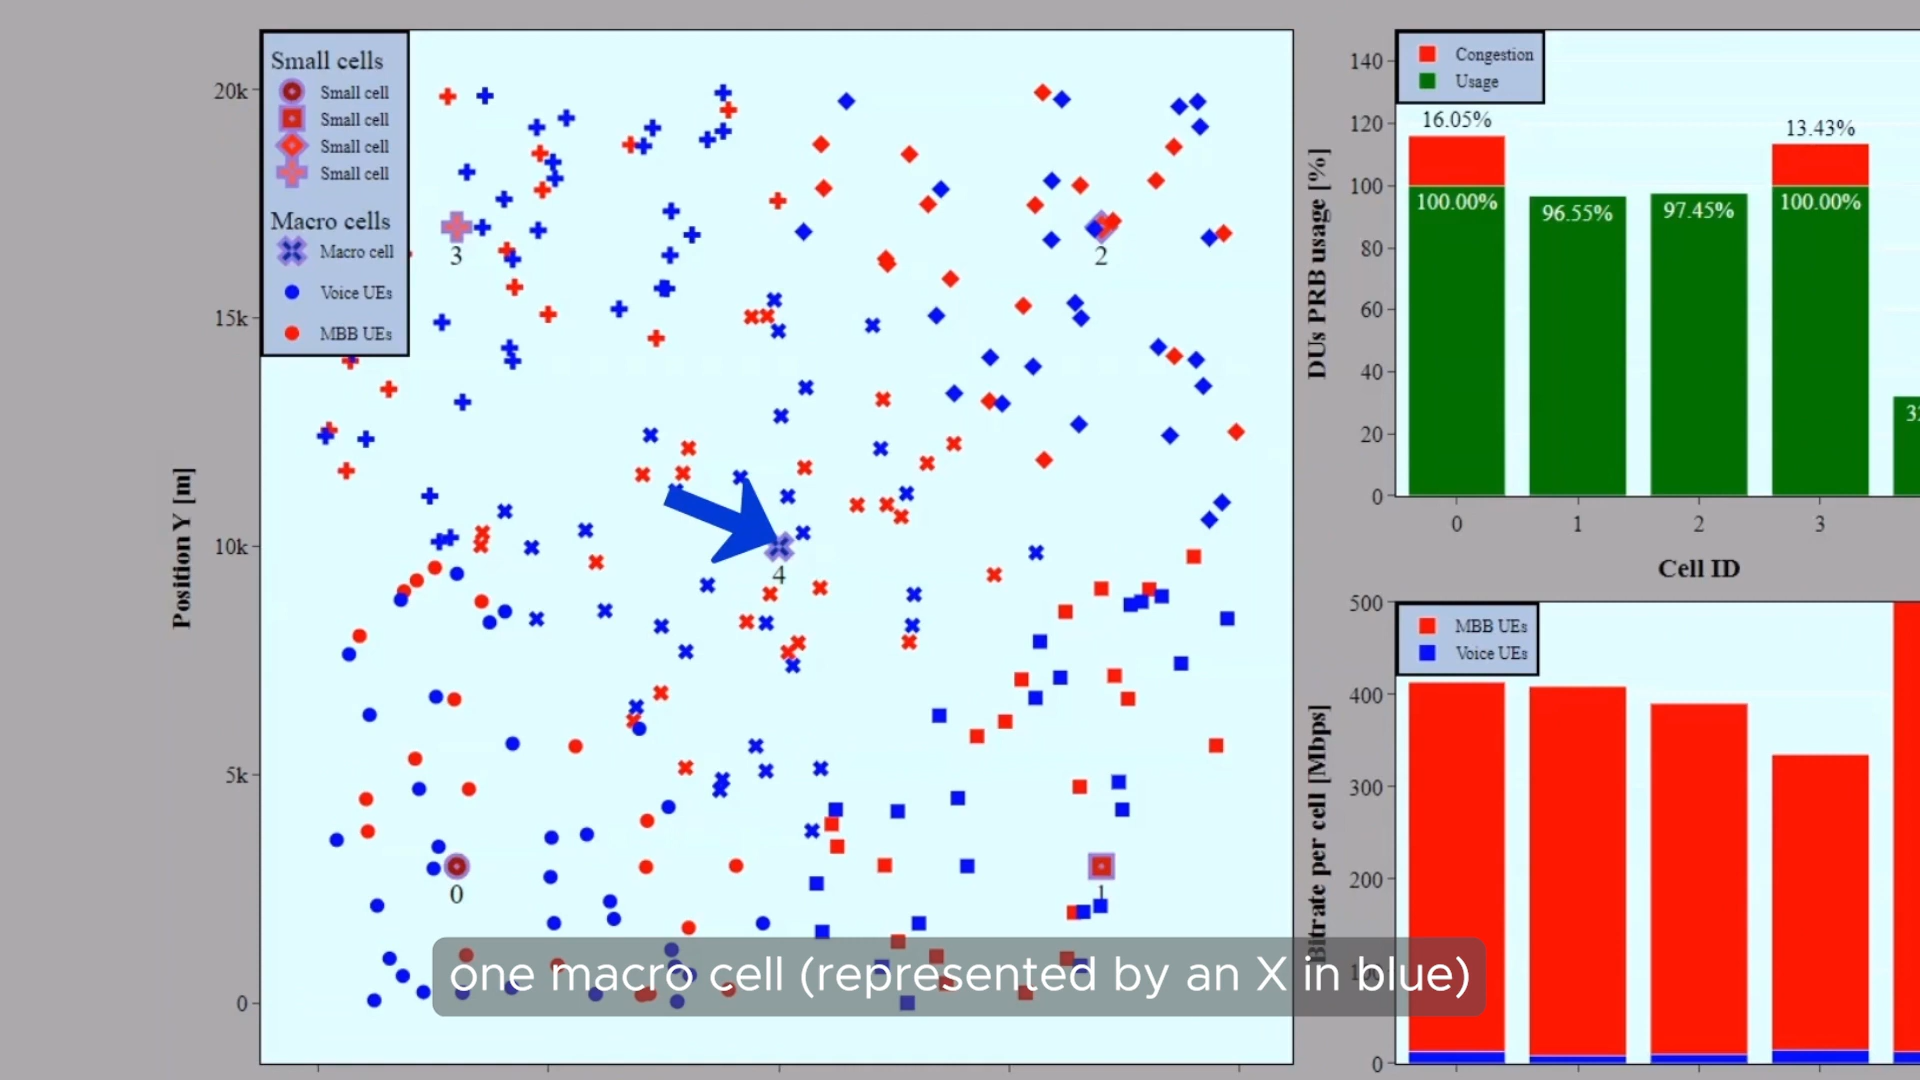 Small cells
Small cell
Small cell
Small cell
Small cell
Macro cells
Macro cell
Voice UEs
MBB UEs
Position Y [m]
20k
15k
10k
5k
0
3
2
4
0
1
Congestion
Usage
DUs PRB usage [%]
140
120
100
80
60
40
20
0
16.05%
13.43%
100.00%
96.55%
97.45%
100.00%
0
1
2
3
Cell ID
MBB UEs
Voice UEs
Bitrate per cell [Mbps]
500
400
300
200
100
0
one macro cell (represented by an X in blue)